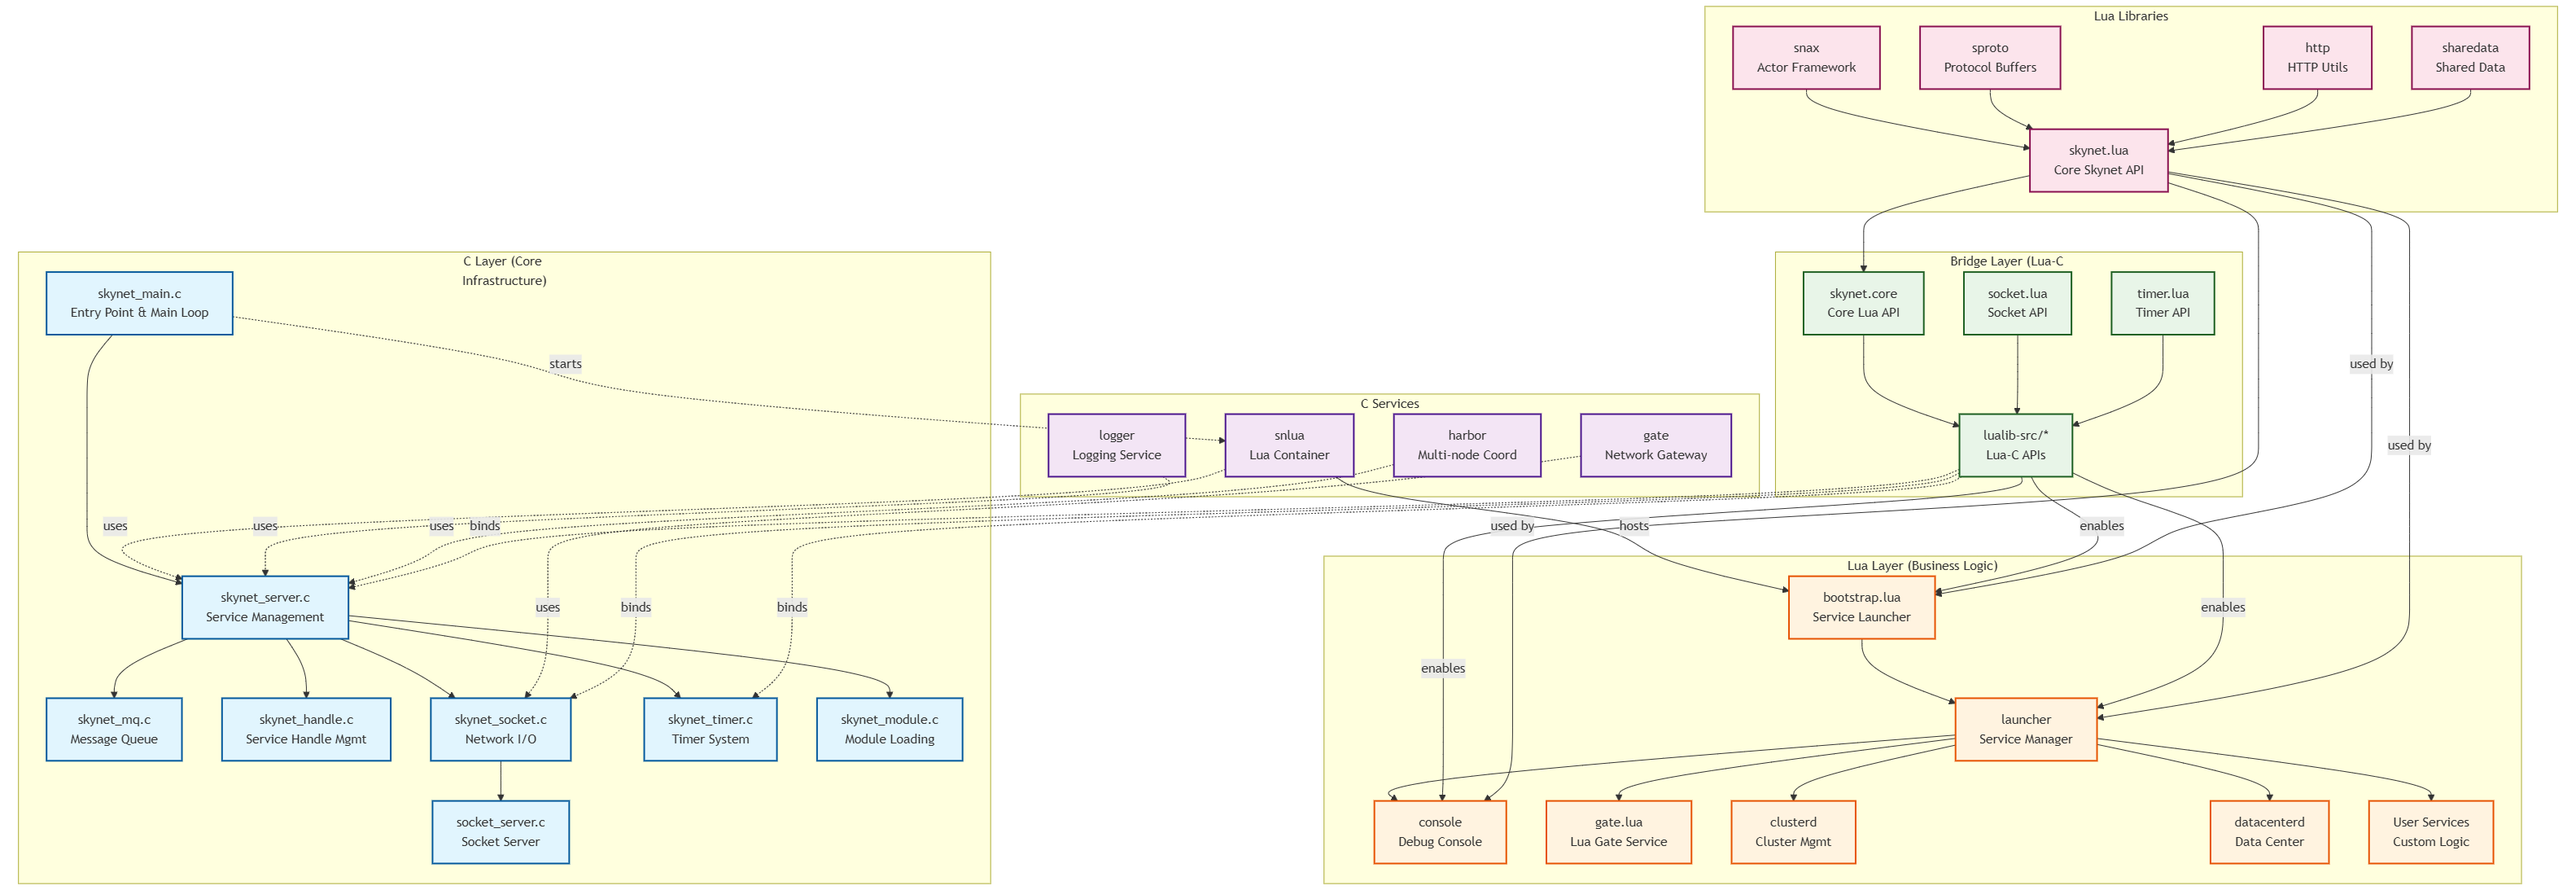 Lua Libraries
snax
Actor Framework
sproto
Protocol Buffers
http
HTTP Utils
sharedata
Shared Data
skynet.lua
Core Skynet API
C Layer (Core
Infrastructure)
skynet_main.c
Entry Point & Main Loop
starts
Bridge Layer (Lua-C
skynet.core
Core Lua API
socket.lua
Socket API
timer.lua
Timer API
used by
used by
C Services
logger
Logging Service
snlua
Lua Container
harbor
Multi-node Coord
gate
Network Gateway
lualib-src/*
Lua-C APIs
uses
uses
uses
binds
used by
hosts
enables
skynet_server.c
Service Management
uses
binds
binds
Lua Layer (Business Logic)
bootstrap.lua
Service Launcher
enables
enables
skynet_mq.c
Message Queue
skynet_handle.c
Service Handle Mgmt
skynet_socket.c
Network I/O
skynet_timer.c
Timer System
skynet_module.c
Module Loading
launcher
Service Manager
socket_server.c
Socket Server
console
Debug Console
gate.lua
Lua Gate Service
clusterd
Cluster Mgmt
datacenterd
Data Center
User Services
Custom Logic